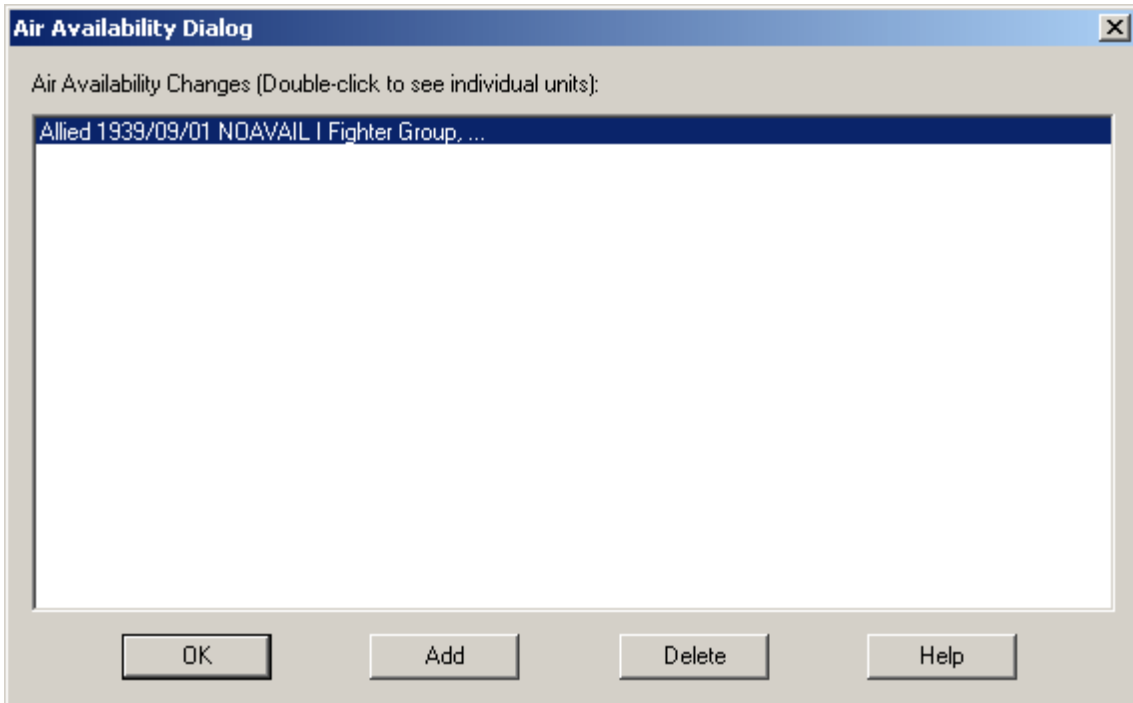 Air Availability Dialog
Air Availability Changes (Double-click to see individual units):
Allied 1939/09/01 NOAVAIL I Fighter Group, ...
OK Add Delete Help